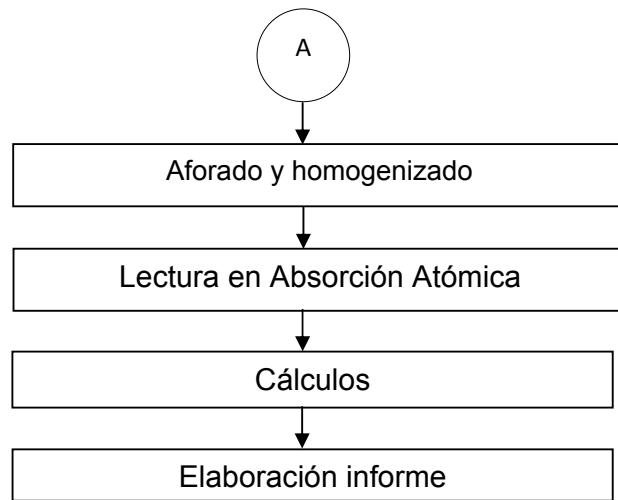 A
Aforado y homogenizado
Lectura en Absorción Atómica
Cálculos
Elaboración informe